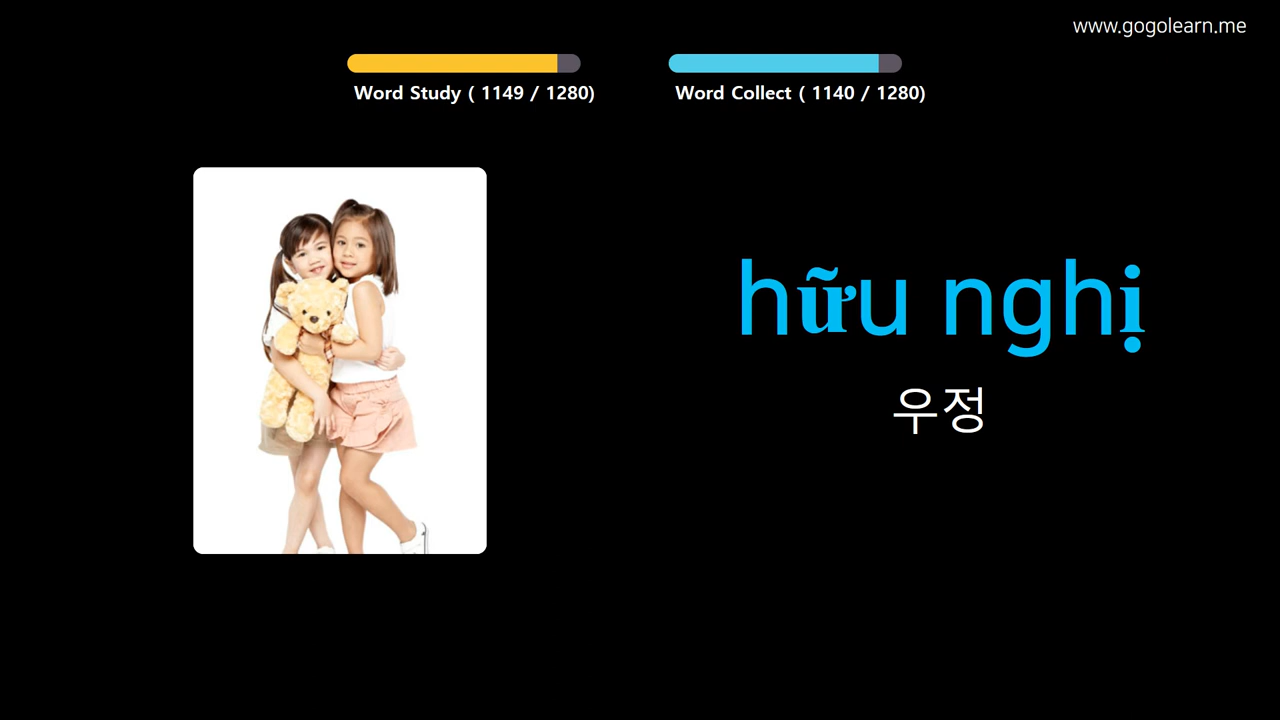 www.gogolearn.me
Word Study ( 1149 / 1280)
Word Collect ( 1140 / 1280)
hữu nghị
우정